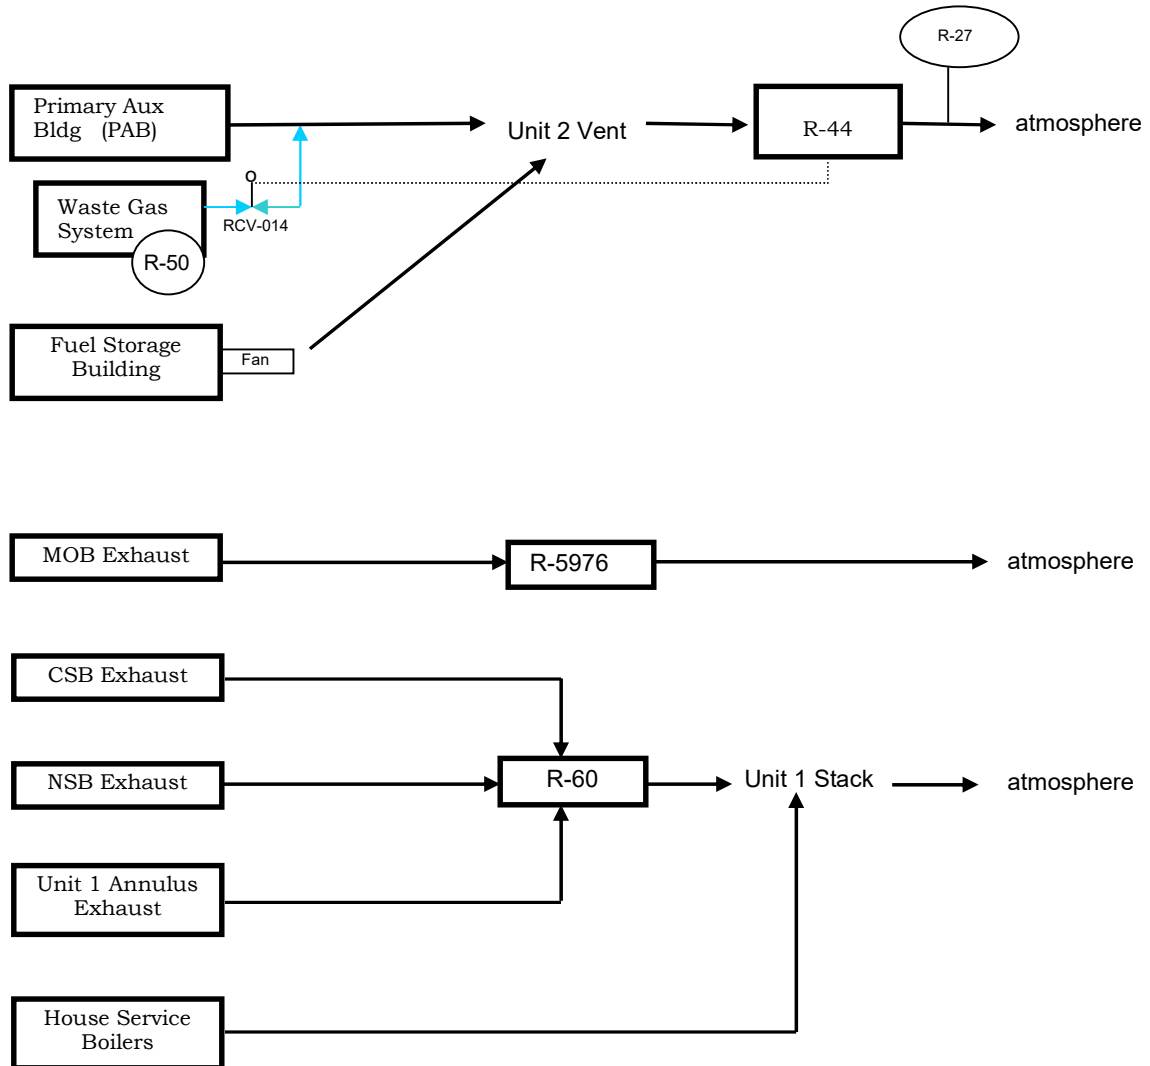 R-27
Primary Aux
Bldg (PAB)
Unit 2 Vent
R-44
atmosphere
O
Waste Gas
System
RCV-014
R-50
Fuel Storage
Building
Fan
MOB Exhaust
R-5976
atmosphere
CSB Exhaust
NSB Exhaust
R-60
Unit 1 Stack
atmosphere
Unit 1 Annulus
Exhaust
House Service
Boilers